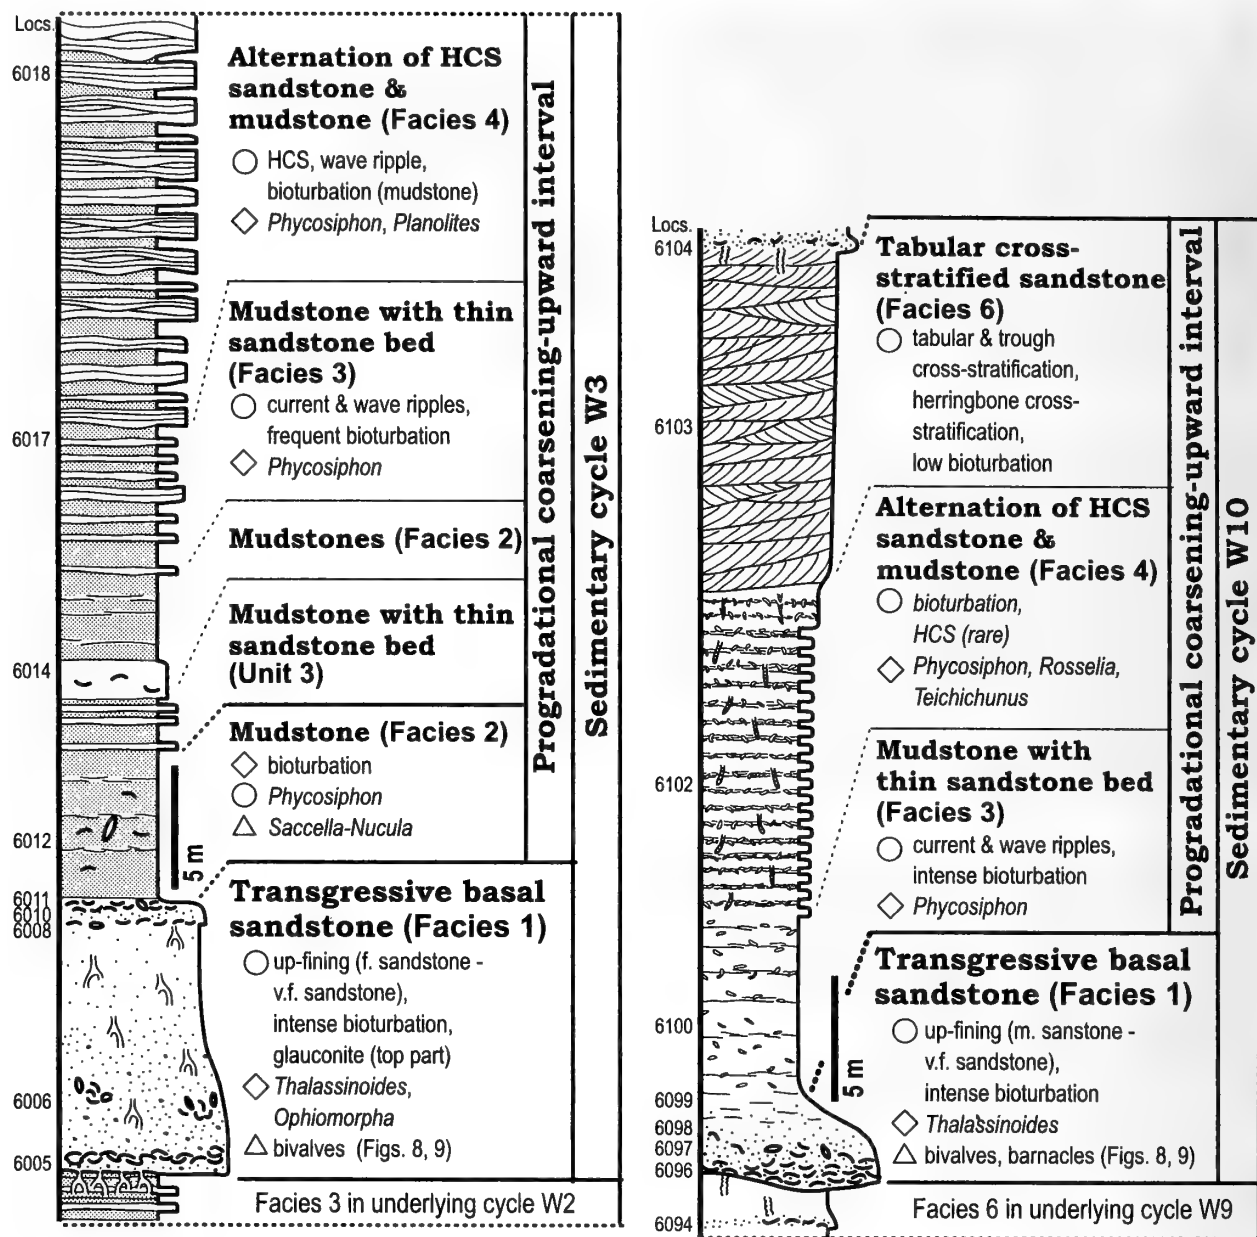 Locs.
6018
6017
6014
6012
6011
6010
6008
6006
6005
Alternation of HCS
sandstone &
mudstone (Facies 4)
HCS, wave ripple,
bioturbation (mudstone)
Phycosiphon, Planolites
Mudstone with thin
sandstone bed
(Facies 3)
current & wave ripples,
frequent bioturbation
Phycosiphon
Mudstones (Facies 2)
Mudstone with thin
sandstone bed
(Unit 3)
Mudstone (Facies 2)
bioturbation
Phycosiphon
Saccella-Nucula
5 m
Transgressive basal
sandstone (Facies 1)
up-fining (f. sandstone -
v.f. sandstone),
intense bioturbation,
glauconite (top part)
Thalassinoides,
Ophiomorpha
bivalves (Figs. 8, 9)
Facies 3 in underlying cycle W2
Progradational coarsening-upward interval
Sedimentary cycle W3
Locs.
6104
6103
6102
6100
6099
6098
6097
6096
6094
Tabular cross-
stratified sandstone
(Facies 6)
tabular & trough
cross-stratification,
herringbone cross-
stratification,
low bioturbation
Alternation of HCS
sandstone &
mudstone (Facies 4)
bioturbation,
HCS (rare)
Phycosiphon, Rosselia,
Teichichunus
Mudstone with
thin sandstone bed
(Facies 3)
current & wave ripples,
intense bioturbation
Phycosiphon
5 m
Transgressive basal
sandstone (Facies 1)
up-fining (m. sanstone -
v.f. sandstone),
intense bioturbation
Thalassinoides
bivalves, barnacles (Figs. 8, 9)
Facies 6 in underlying cycle W9
Progradational coarsening-upward interval
Sedimentary cycle W10